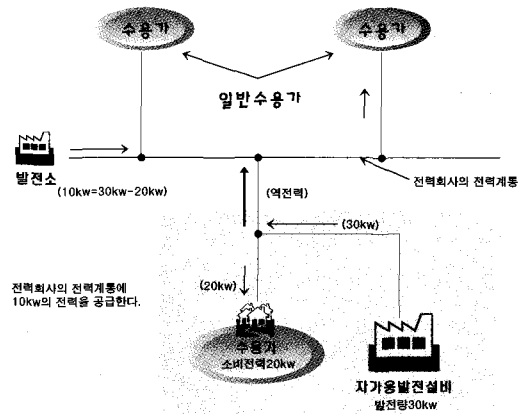 수용가
수용가
일반수용가
발전소
(10kw=30kw-20kw)
전력회사의 전력계통
(역전력)
(30kw)
전력회사의 전력계통에
10kw의 전력을 공급한다.
(20kw)
수용가
소비전력20kw
자가용발전설비
발전량30kw